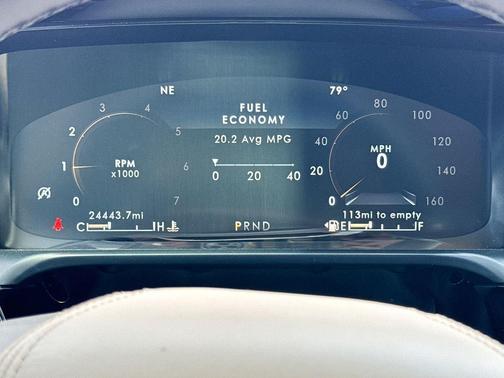 NE
79°
FUEL
ECONOMY
20.2 Avg MPG
0 20 40
0
1
2
3
4
5
6
7
RPM
x1000
0
20
40
60
80
100
120
140
160
MPH
0
24443.7mi
C H
PRND
113mi to empty
E F